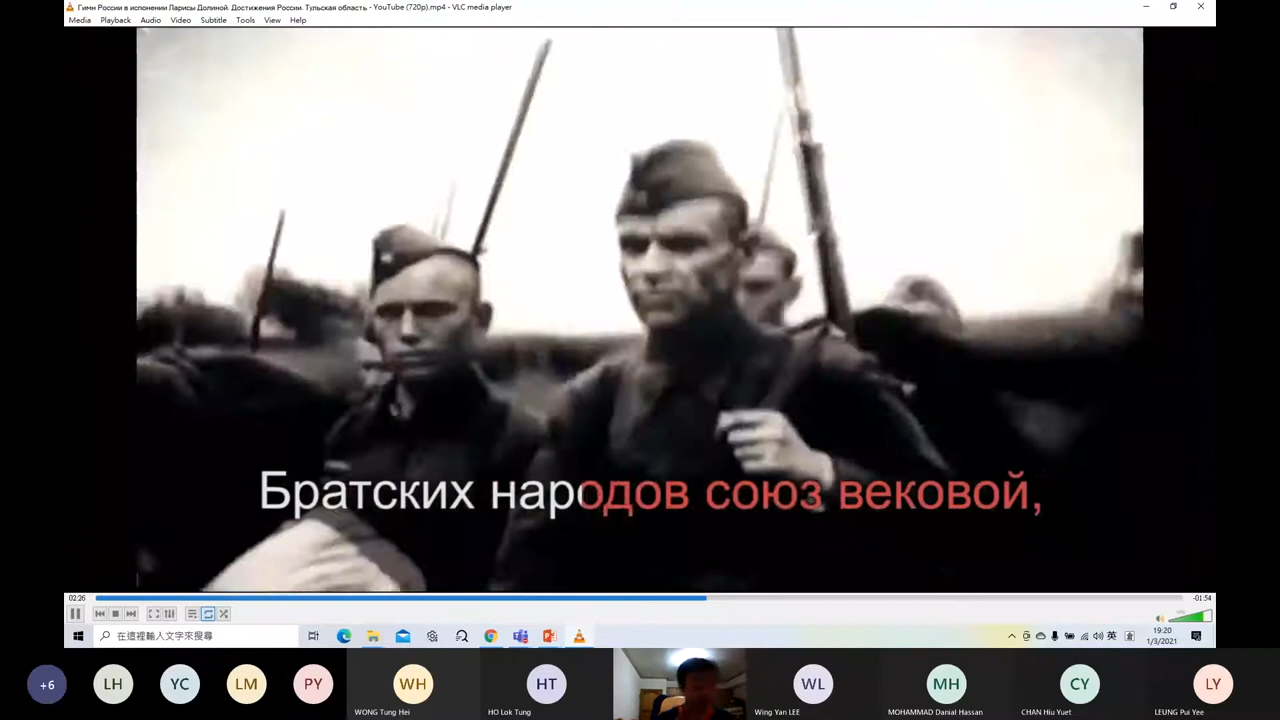 Гимн России в испонении Ларисы Долиной. Достижения России. Тульская область - YouTube (720p).mp4 - VLC media player
Media Playback Audio Video Subtitle Tools View Help
Братских народов союз вековой,
02:26
-01:54
在這裡輸入文字來搜尋
英
19:20
1/3/2021
+6
LH
YC
LM
PY
WH
WONG Tung Hei
HT
HO Lok Tung
WL
Wing Yan LEE
MH
MOHAMMAD Danial Hassan
CY
CHAN Hiu Yuet
LY
LEUNG Pui Yee